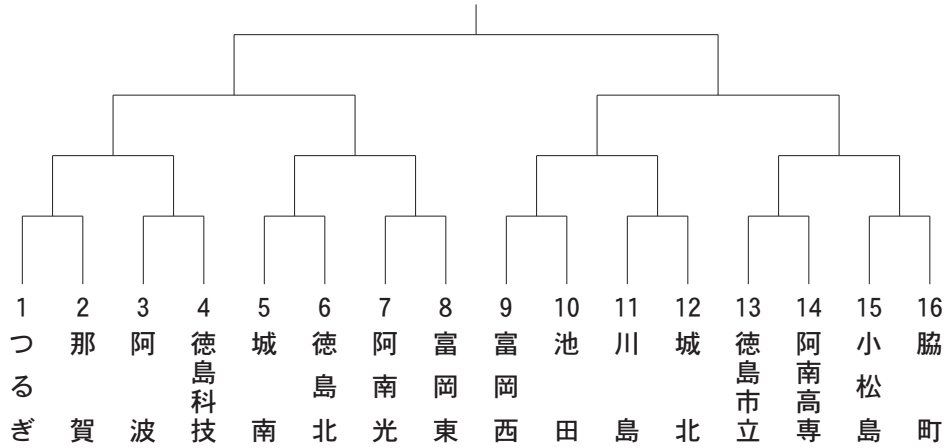 1 2 3 4 5 6 7 8 9 10 11 12 13 14 15 16
つるぎ
那賀
阿波
徳島科技
城南
徳島北
阿南光
富岡東
富岡西
池田
川島
城北
徳島市立
阿南高専
小松島
脇町